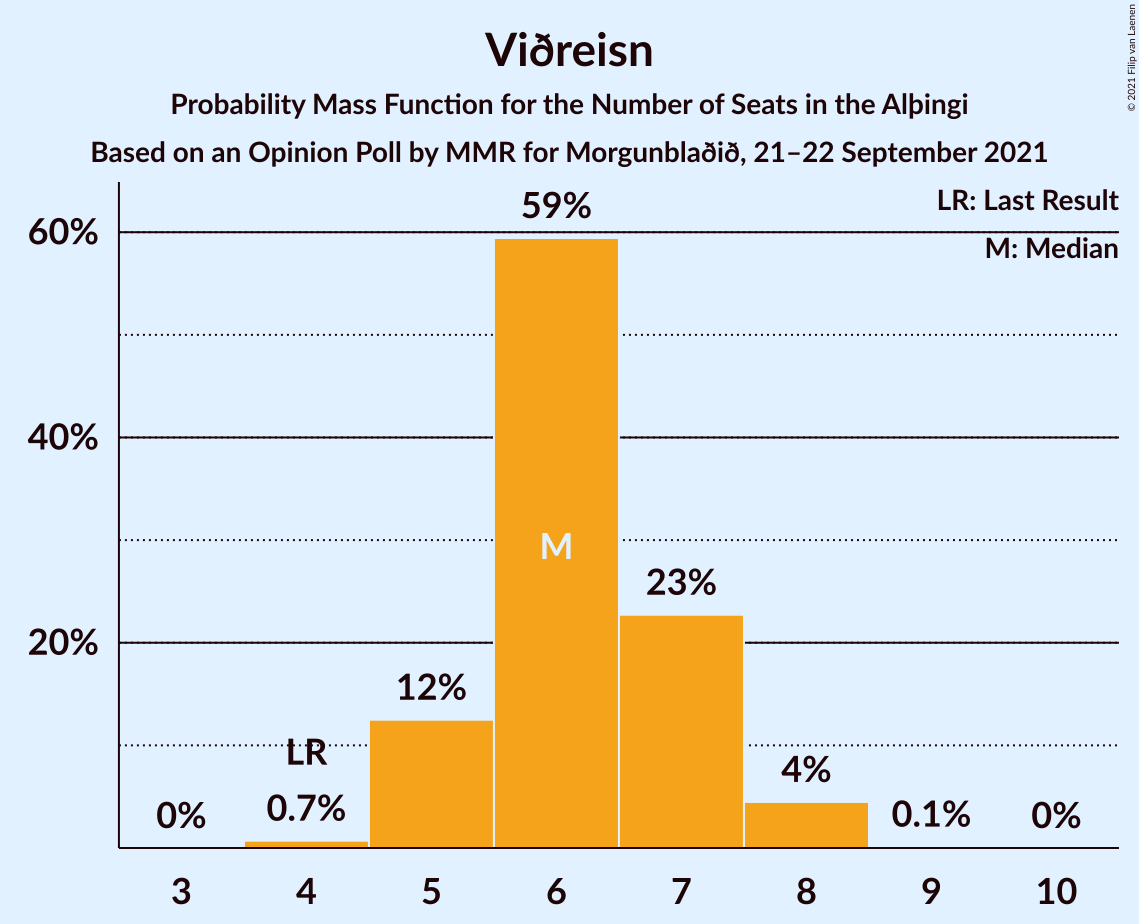 Viðreisn
Probability Mass Function for the Number of Seats in the Alþingi
Based on an Opinion Poll by MMR for Morgunblaðið, 21–22 September 2021
© 2021 Filip van Laenen
LR: Last Result
M: Median
60%
40%
20%
0%
LR
0.7%
12%
59%
M
23%
4%
0.1%
0%
3 4 5 6 7 8 9 10